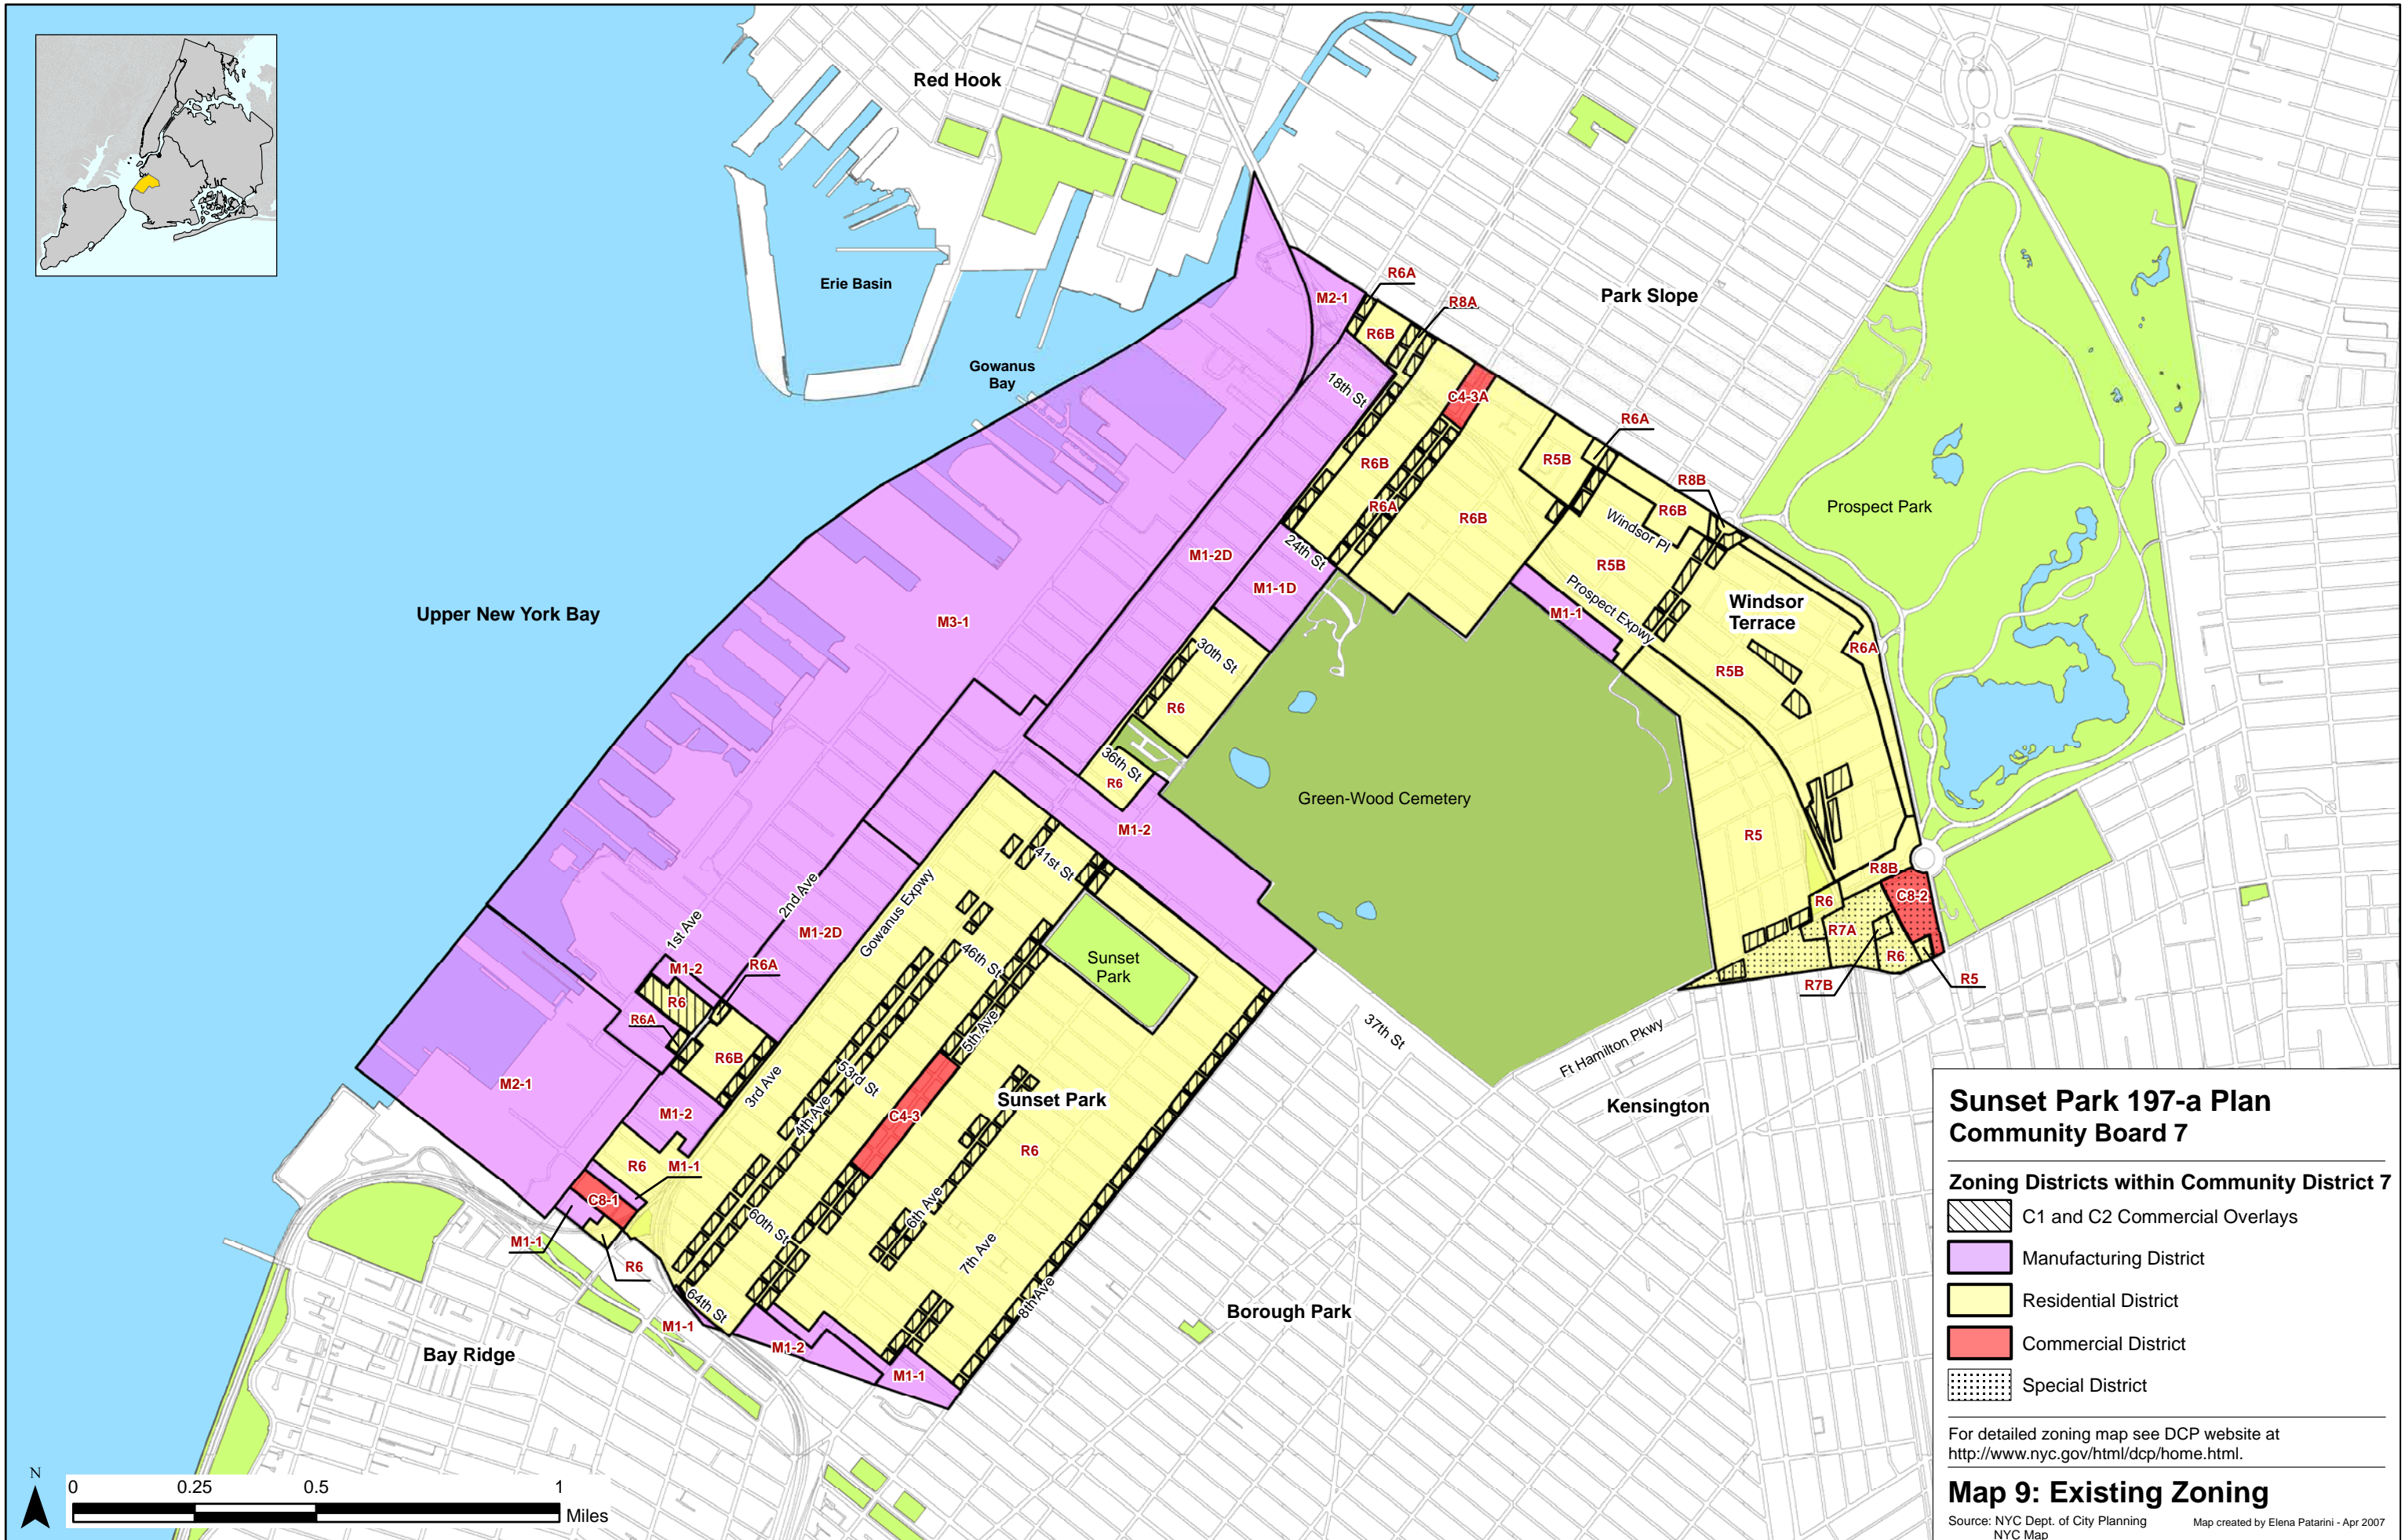 Red Hook
Erie Basin
Gowanus
Bay
Park Slope
Prospect Park
Upper New York Bay
M2-1
R6A
R8A
R6B
18th St
C4-3A
R6A
R5B
R8B
R6B
R6B
R6A
R6B
Windsor Pl
24th St
M1-2D
M1-1D
R5B
Prospect Expwy
M1-1
Windsor
Terrace
R6A
M3-1
30th St
R5B
R6
36th St
R6
Green-Wood Cemetery
M1-2
R5
41st St
R8B
C8-2
R6
R7A
R6
R7B
R5
Gowanus Expwy
2nd Ave
1st Ave
M1-2D
46th St
Sunset
Park
M1-2
R6A
R6
R6A
R6B
5th Ave
37th St
Ft Hamilton Pkwy
M2-1
53rd St
3rd Ave
Sunset Park
Kensington
C4-3
4th Ave
M1-2
R6
R6
M1-1
C8-1
6th Ave
60th St
M1-1
7th Ave
R6
64th St
8th Ave
M1-1
Borough Park
M1-2
Bay Ridge
M1-1
Sunset Park 197-a Plan
Community Board 7
Zoning Districts within Community District 7
C1 and C2 Commercial Overlays
Manufacturing District
Residential District
Commercial District
Special District
For detailed zoning map see DCP website at
http://www.nyc.gov/html/dcp/home.html.
Map 9: Existing Zoning
Source: NYC Dept. of City Planning
NYC Map
Map created by Elena Patarini - Apr 2007
N
0 0.25 0.5 1
Miles